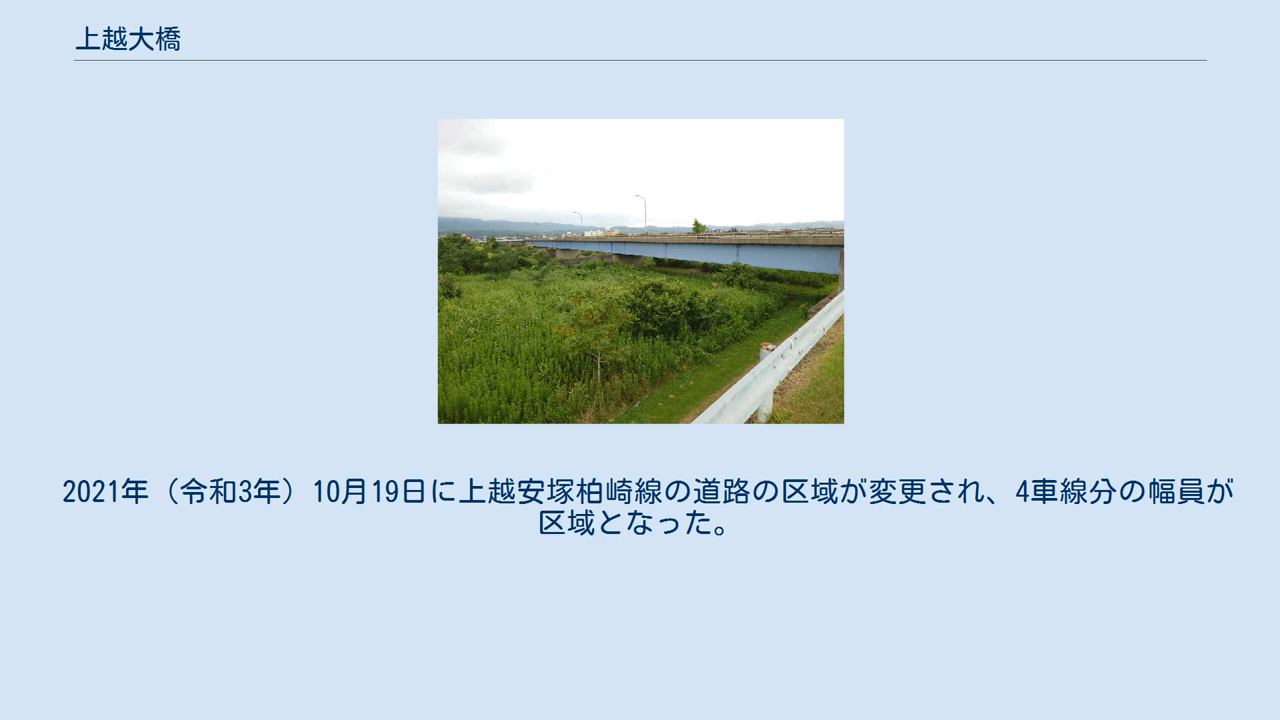 上越大橋
2021年（令和3年）10月19日に上越安塚柏崎線の道路の区域が変更され、4車線分の幅員が
区域となった。